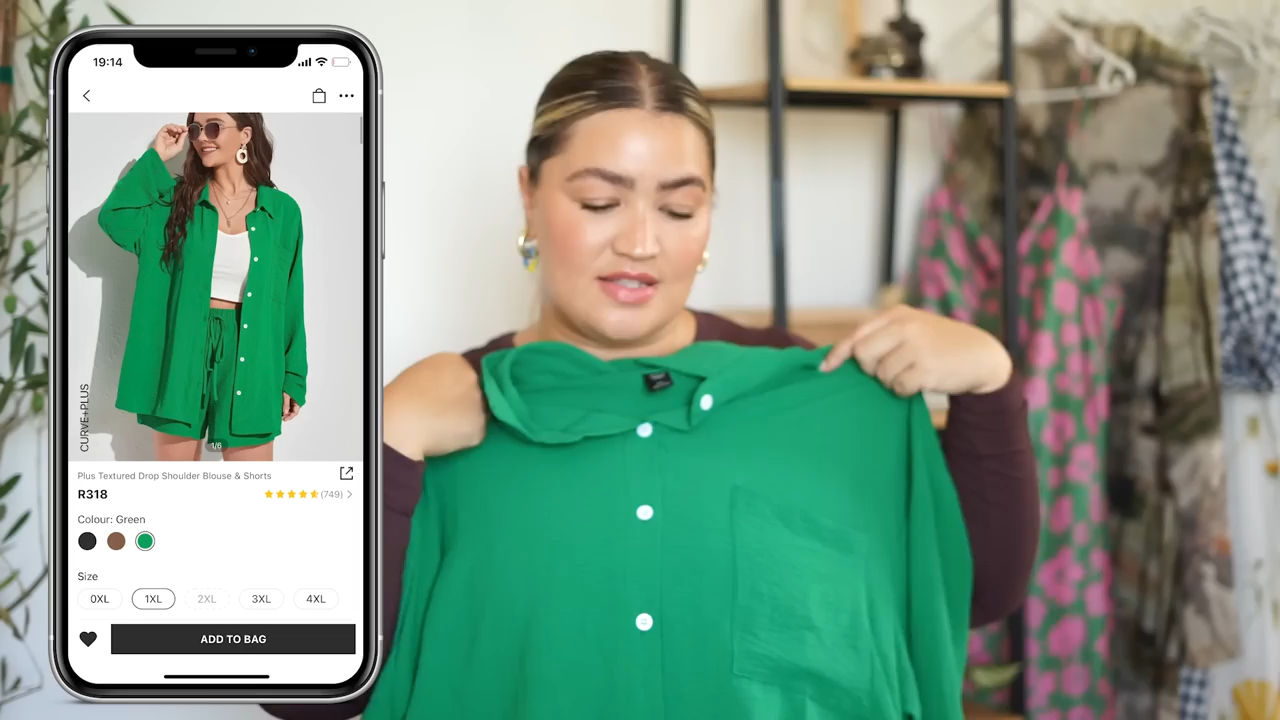 19:14
CURVE+PLUS
1/6
Plus Textured Drop Shoulder Blouse & Shorts
R318
(749)
Colour: Green
Size
0XL 1XL 2XL 3XL 4XL
ADD TO BAG